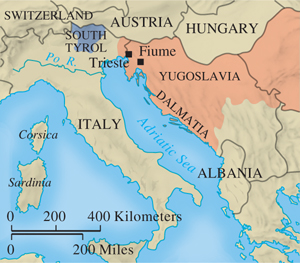 SWITZERLAND
AUSTRIA
HUNGARY
SOUTH
TYROL
Fiume
Trieste
Po R.
YUGOSLAVIA
DALMATIA
Corsica
ITALY
Adriatic Sea
ALBANIA
Sardinia
0 200 400 Kilometers
0 200 Miles